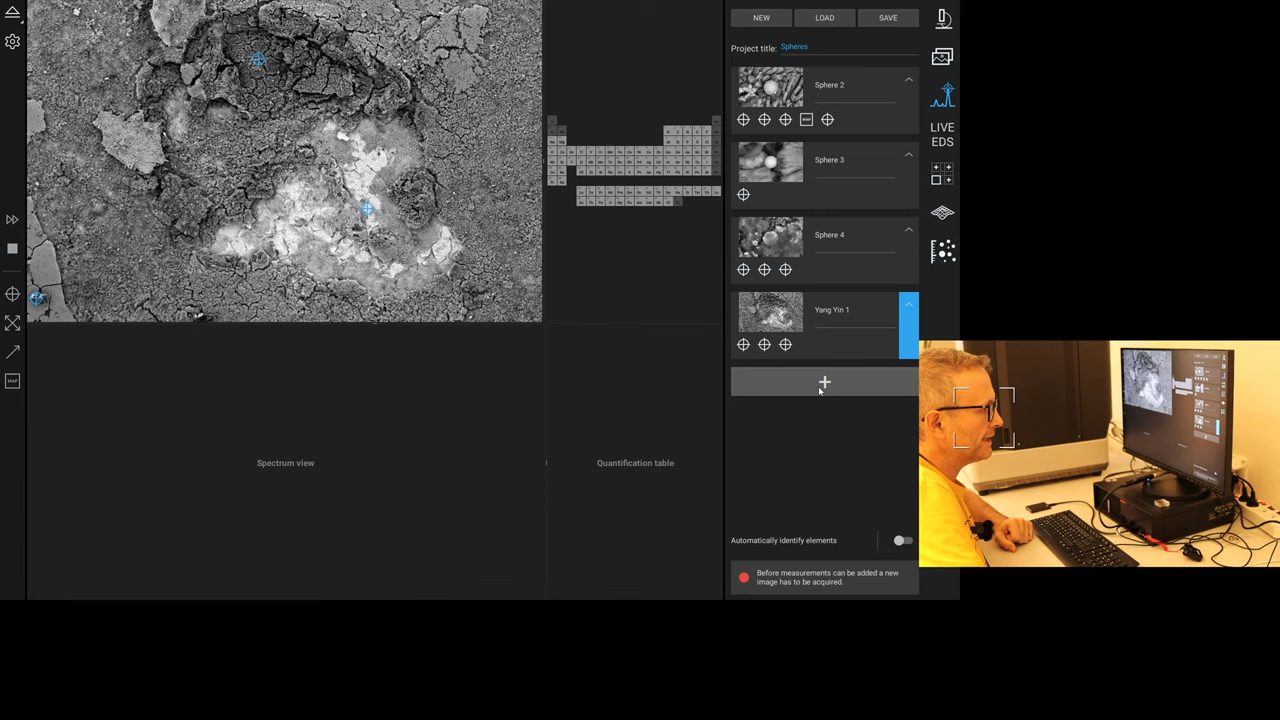 NEW LOAD SAVE
Project title: Spheres
Sphere 2
MAP
Sphere 3
Sphere 4
Yang Yin 1
LIVE
EDS
MAP
Spectrum view
Quantification table
Automatically identify elements
Before measurements can be added a new
image has to be acquired.